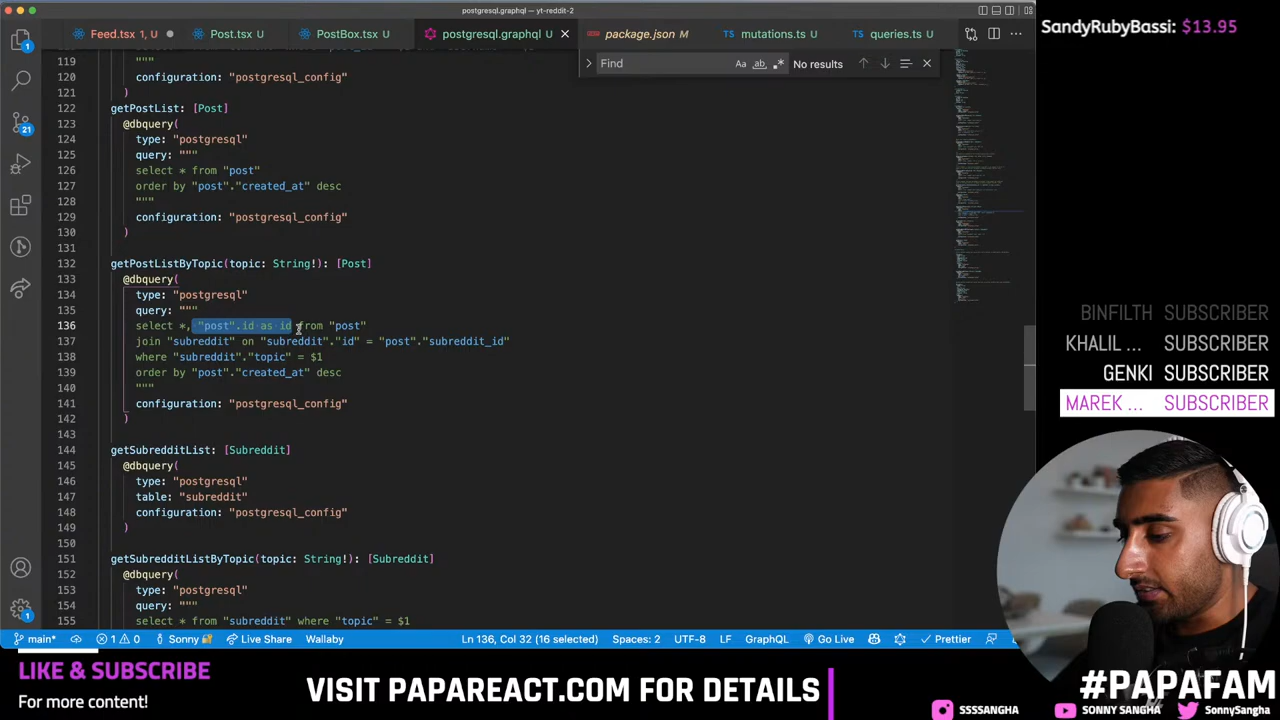 postgresql.graphql — yt-reddit-2
SandyRubyBassi: $13.95
Feed.tsx 1, U
Post.tsx U
PostBox.tsx U
postgresql.graphql U
package.json M
mutations.ts U
queries.ts U
Find
Aa
ab
No results
119 """
120 configuration: "postgresql_config"
121 )
122 getPostList: [Post]
123 @dbquery(
124 type: "postgresql"
125 query: """
126 select * from "post"
127 order by "post"."created_at" desc
128 """
129 configuration: "postgresql_config"
130 )
131
132 getPostListByTopic(topic: String!): [Post]
133 @dbquery(
134 type: "postgresql"
135 query: """
136 select *, "post".id as id from "post"
137 join "subreddit" on "subreddit"."id" = "post"."subreddit_id"
138 where "subreddit"."topic" = $1
139 order by "post"."created_at" desc
140 """
141 configuration: "postgresql_config"
142 )
143
144 getSubredditList: [Subreddit]
145 @dbquery(
146 type: "postgresql"
147 table: "subreddit"
148 configuration: "postgresql_config"
149 )
150
151 getSubredditListByTopic(topic: String!): [Subreddit]
152 @dbquery(
153 type: "postgresql"
154 query: """
155 select * from "subreddit" where "topic" = $1
1
21
1
BINFILTH SUBSCRIBER
KHALIL ... SUBSCRIBER
GENKI SUBSCRIBER
MAREK ... SUBSCRIBER
main* 1 0 Sonny Live Share Wallaby Ln 136, Col 32 (16 selected) Spaces: 2 UTF-8 LF GraphQL Go Live Prettier
LIKE & SUBSCRIBE
For more content!
VISIT PAPAREACT.COM FOR DETAILS
#PAPAFAM
SSSSANGHA SONNY SANGHA SonnySangha